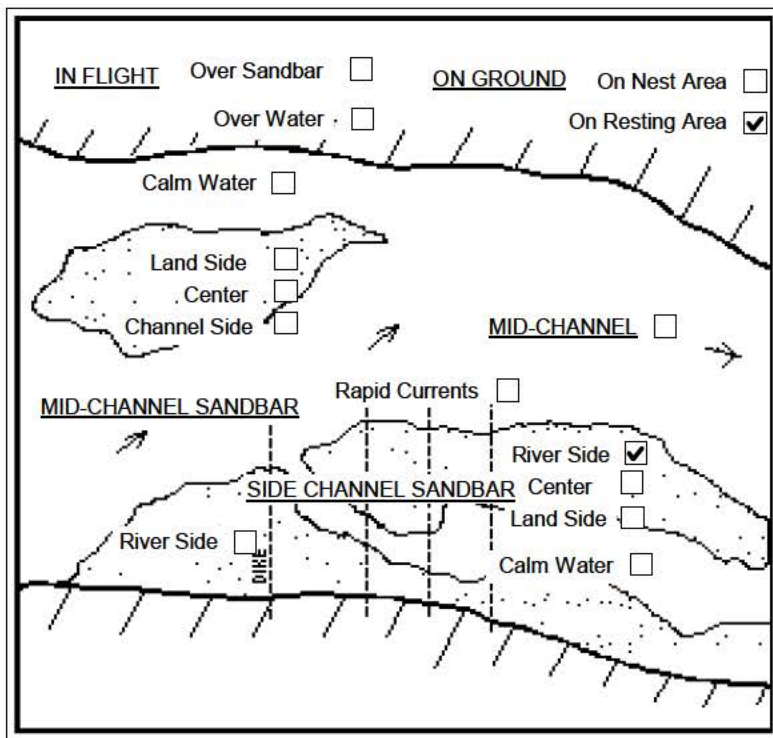 IN FLIGHT Over Sandbar ON GROUND On Nest Area
Over Water On Resting Area
Calm Water
Land Side
Center
Channel Side
MID-CHANNEL
Rapid Currents
MID-CHANNEL SANDBAR
River Side
SIDE CHANNEL SANDBAR Center
Land Side
River Side
DIKE
Calm Water